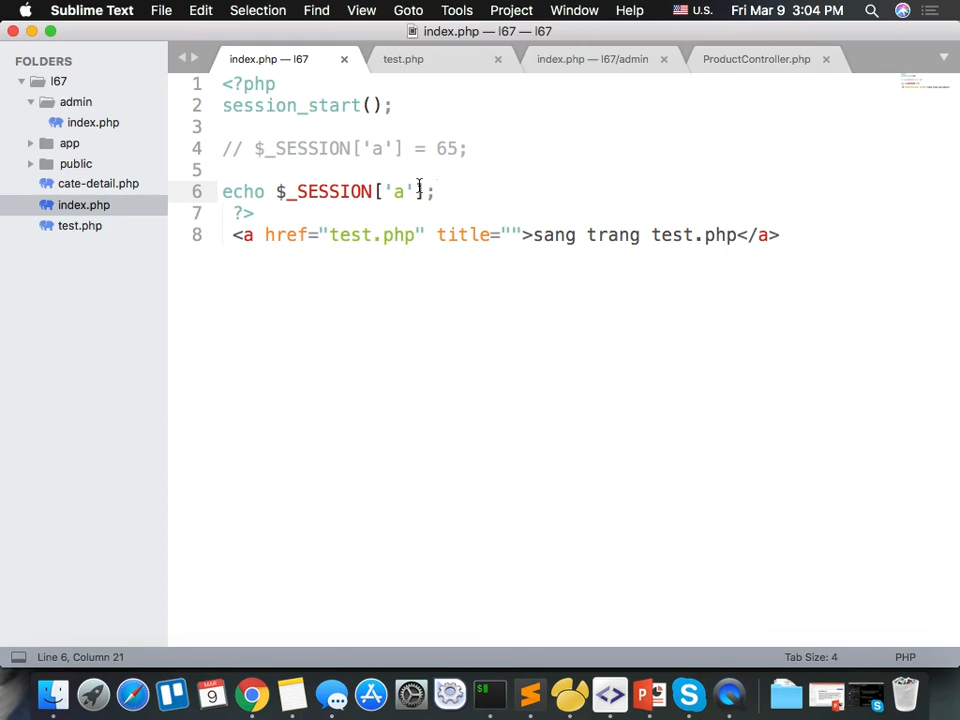 Sublime Text File Edit Selection Find View Goto Tools Project Window Help U.S. Fri Mar 9 3:04 PM
index.php — l67 — l67
FOLDERS
l67
admin
index.php
app
public
cate-detail.php
index.php
test.php
index.php — l67
test.php
index.php — l67/admin
ProductController.php
1 <?php
2 session_start();
3
4 // $_SESSION['a'] = 65;
5
6 echo $_SESSION['a'];
7 ?>
8 <a href="test.php" title="">sang trang test.php</a>
Line 6, Column 21
Tab Size: 4
PHP
MAR
9